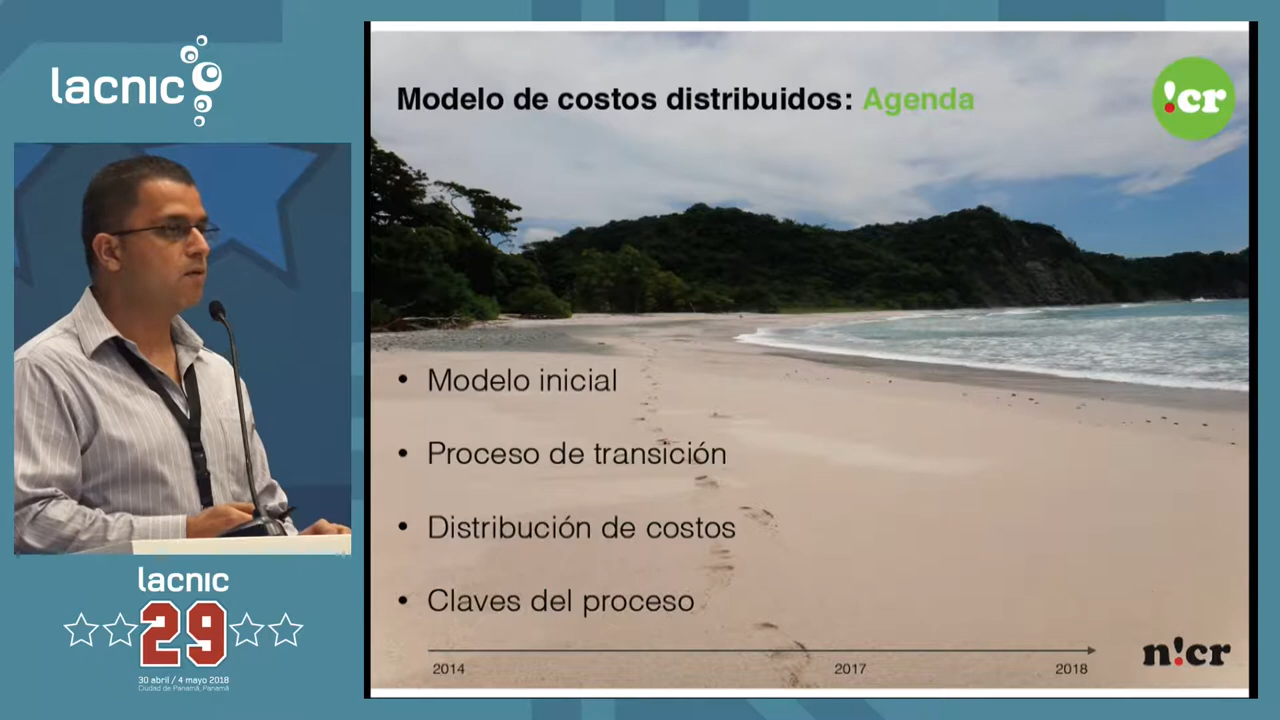 lacnic
Modelo de costos distribuidos: Agenda
!cr
• Modelo inicial
• Proceso de transición
• Distribución de costos
• Claves del proceso
2014
2017
2018
n!cr
lacnic
29
30 abril / 4 mayo 2018
Ciudad de Panamá, Panamá